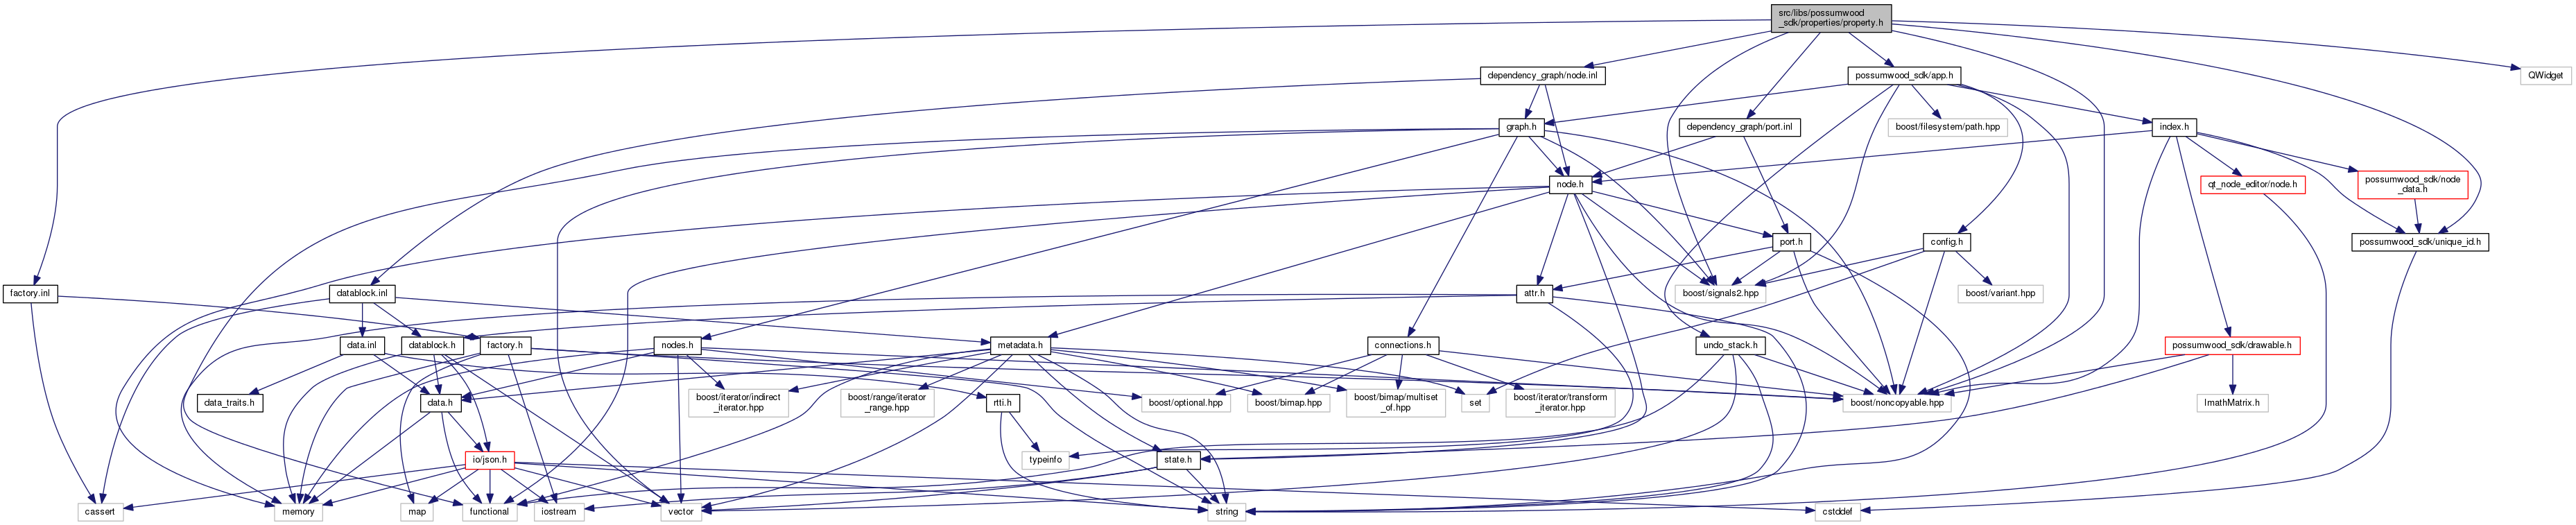 src/libs/possumwood
_sdk/properties/property.h
dependency_graph/node.inl
possumwood_sdk/app.h
QWidget
graph.h
dependency_graph/port.inl
boost/filesystem/path.hpp
index.h
node.h
qt_node_editor/node.h
possumwood_sdk/node
_data.h
port.h
config.h
possumwood_sdk/unique_id.h
factory.inl
datablock.inl
attr.h
boost/signals2.hpp
boost/variant.hpp
data.inl
datablock.h
factory.h
nodes.h
metadata.h
connections.h
undo_stack.h
possumwood_sdk/drawable.h
data_traits.h
data.h
boost/iterator/indirect
_iterator.hpp
boost/range/iterator
_range.hpp
rtti.h
boost/optional.hpp
boost/bimap.hpp
boost/bimap/multiset
_of.hpp
set
boost/iterator/transform
_iterator.hpp
boost/noncopyable.hpp
ImathMatrix.h
io/json.h
typeinfo
state.h
cassert
memory
map
functional
iostream
vector
string
cstddef